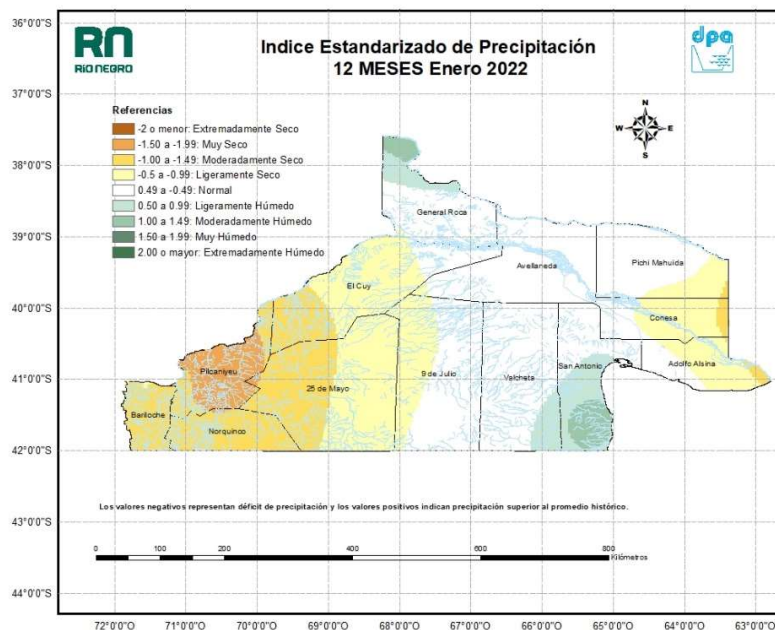 RN
RÍO NEGRO
Indice Estandarizado de Precipitación
12 MESES Enero 2022
dpa
Referencias
-2 o menor: Extremadamente Seco
-1.50 a -1.99: Muy Seco
-1.00 a -1.49: Moderadamente Seco
-0.5 a -0.99: Ligeramente Seco
0.49 a -0.49: Normal
0.50 a 0.99: Ligeramente Húmedo
1.00 a 1.49: Moderadamente Húmedo
1.50 a 1.99: Muy Húmedo
2.00 o mayor: Extremadamente Húmedo
N
W E
S
General Roca
Avellaneda
Pichi Mahuida
El Cuy
Conesa
Pilcaniyeu
25 de Mayo
9 de Julio
Valcheta
San Antonio
Adolfo Alsina
Bariloche
Norquinco
Los valores negativos representan déficit de precipitación y los valores positivos indican precipitación superior al promedio histórico.
0 100 200 400 600 800
Kilómetros
36°0'0"S
37°0'0"S
38°0'0"S
39°0'0"S
40°0'0"S
41°0'0"S
42°0'0"S
43°0'0"S
44°0'0"S
72°0'0"O 71°0'0"O 70°0'0"O 69°0'0"O 68°0'0"O 67°0'0"O 66°0'0"O 65°0'0"O 64°0'0"O 63°0'0"O